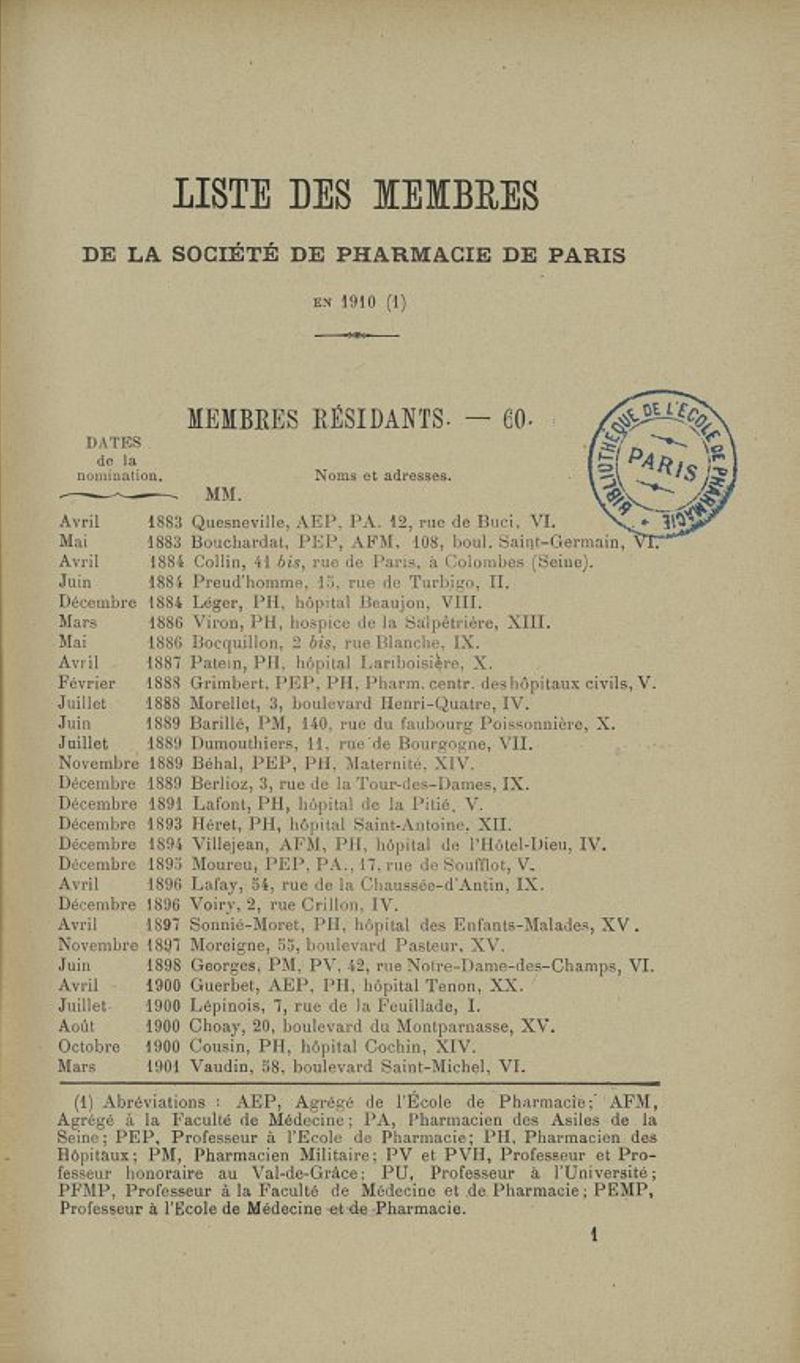 LISTE DES MEMBRES
DE LA SOCIÉTÉ DE PHARMACIE DE PARIS
EN 1910 (1)
MEMBRES RÉSIDANTS. — 60.
BIBLIOTHÈQUE DE L'ÉCOLE DE PHARMACIE
PARIS
DATES
de la
nomination.
Noms et adresses.
MM.
Avril 1883 Quesneville, AEP, PA. 12, rue de Buci, VI.
Mai 1883 Bouchardat, PEP, AFM, 108, boul. Saint-Germain, VI.
Avril 1884 Collin, 41 bis, rue de Paris, à Colombes (Seine).
Juin 1884 Preud'homme, 15, rue de Turbigo, II.
Décembre 1884 Léger, PH, hôpital Beaujon, VIII.
Mars 1886 Viron, PH, hospice de la Salpêtrière, XIII.
Mai 1886 Bocquillon, 2 bis, rue Blanche, IX.
Avril 1887 Patein, PH, hôpital Lariboisière, X.
Février 1888 Grimbert, PEP, PH, Pharm. centr. des hôpitaux civils, V.
Juillet 1888 Morellet, 3, boulevard Henri-Quatre, IV.
Juin 1889 Barillé, PM, 140, rue du faubourg Poissonnière, X.
Juillet 1889 Dumouthiers, 11, rue de Bourgogne, VII.
Novembre 1889 Béhal, PEP, PH, Maternité, XIV.
Décembre 1889 Berlioz, 3, rue de la Tour-des-Dames, IX.
Décembre 1891 Lafont, PH, hôpital de la Pitié, V.
Décembre 1893 Héret, PH, hôpital Saint-Antoine, XII.
Décembre 1894 Villejean, AFM, PH, hôpital de l'Hôtel-Dieu, IV.
Décembre 1895 Moureu, PEP, PA., 17, rue de Soufflot, V.
Avril 1896 Lafay, 54, rue de la Chaussée-d'Antin, IX.
Décembre 1896 Voiry, 2, rue Crillon, IV.
Avril 1897 Sonnié-Moret, PH, hôpital des Enfants-Malades, XV.
Novembre 1897 Moreigne, 55, boulevard Pasteur, XV.
Juin 1898 Georges, PM, PV, 42, rue Notre-Dame-des-Champs, VI.
Avril 1900 Guerbet, AEP, PH, hôpital Tenon, XX.
Juillet 1900 Lépinois, 7, rue de la Feuillade, I.
Août 1900 Choay, 20, boulevard du Montparnasse, XV.
Octobre 1900 Cousin, PH, hôpital Cochin, XIV.
Mars 1901 Vaudin, 58, boulevard Saint-Michel, VI.
(1) Abréviations : AEP, Agrégé de l'École de Pharmacie; AFM,
Agrégé à la Faculté de Médecine; PA, Pharmacien des Asiles de la
Seine; PEP, Professeur à l'Ecole de Pharmacie; PH, Pharmacien des
Hôpitaux; PM, Pharmacien Militaire; PV et PVH, Professeur et Pro-
fesseur honoraire au Val-de-Grâce; PU, Professeur à l'Université;
PFMP, Professeur à la Faculté de Médecine et de Pharmacie; PEMP,
Professeur à l'Ecole de Médecine et de Pharmacie.
1